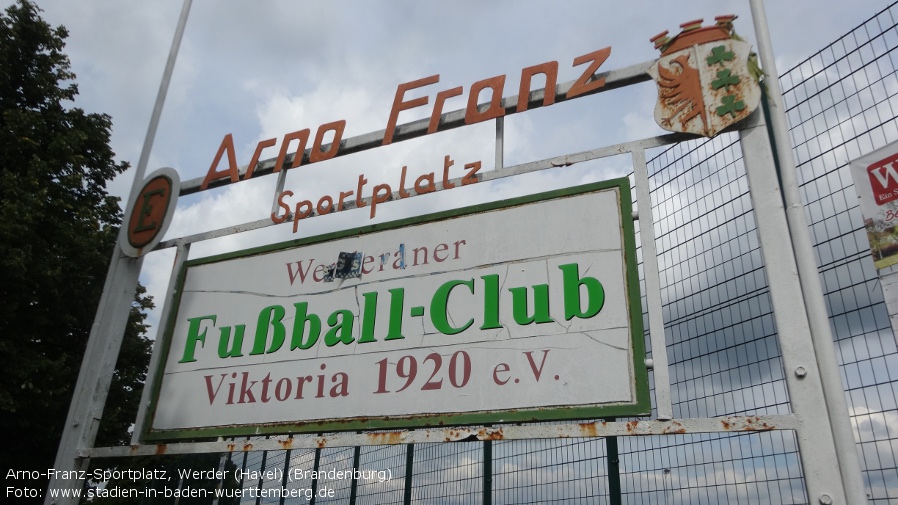 Arno Franz
Sportplatz
E
Werderaner
Fußball-Club
Viktoria 1920 e.V.
W
Arno-Franz-Sportplatz, Werder (Havel) (Brandenburg)
Foto: www.stadien-in-baden-wuerttemberg.de